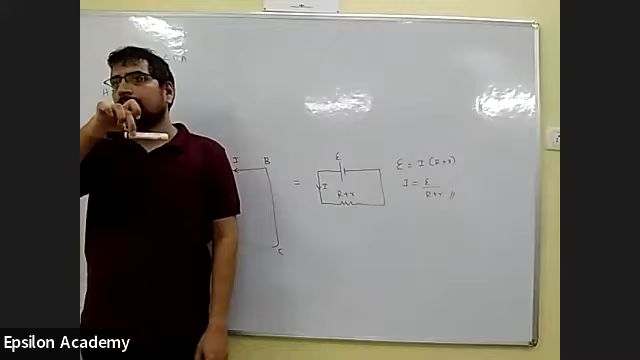 I B
C
=
ε
I
R+r
ε = I (R+r)
I = ε
R+r //
Epsilon Academy